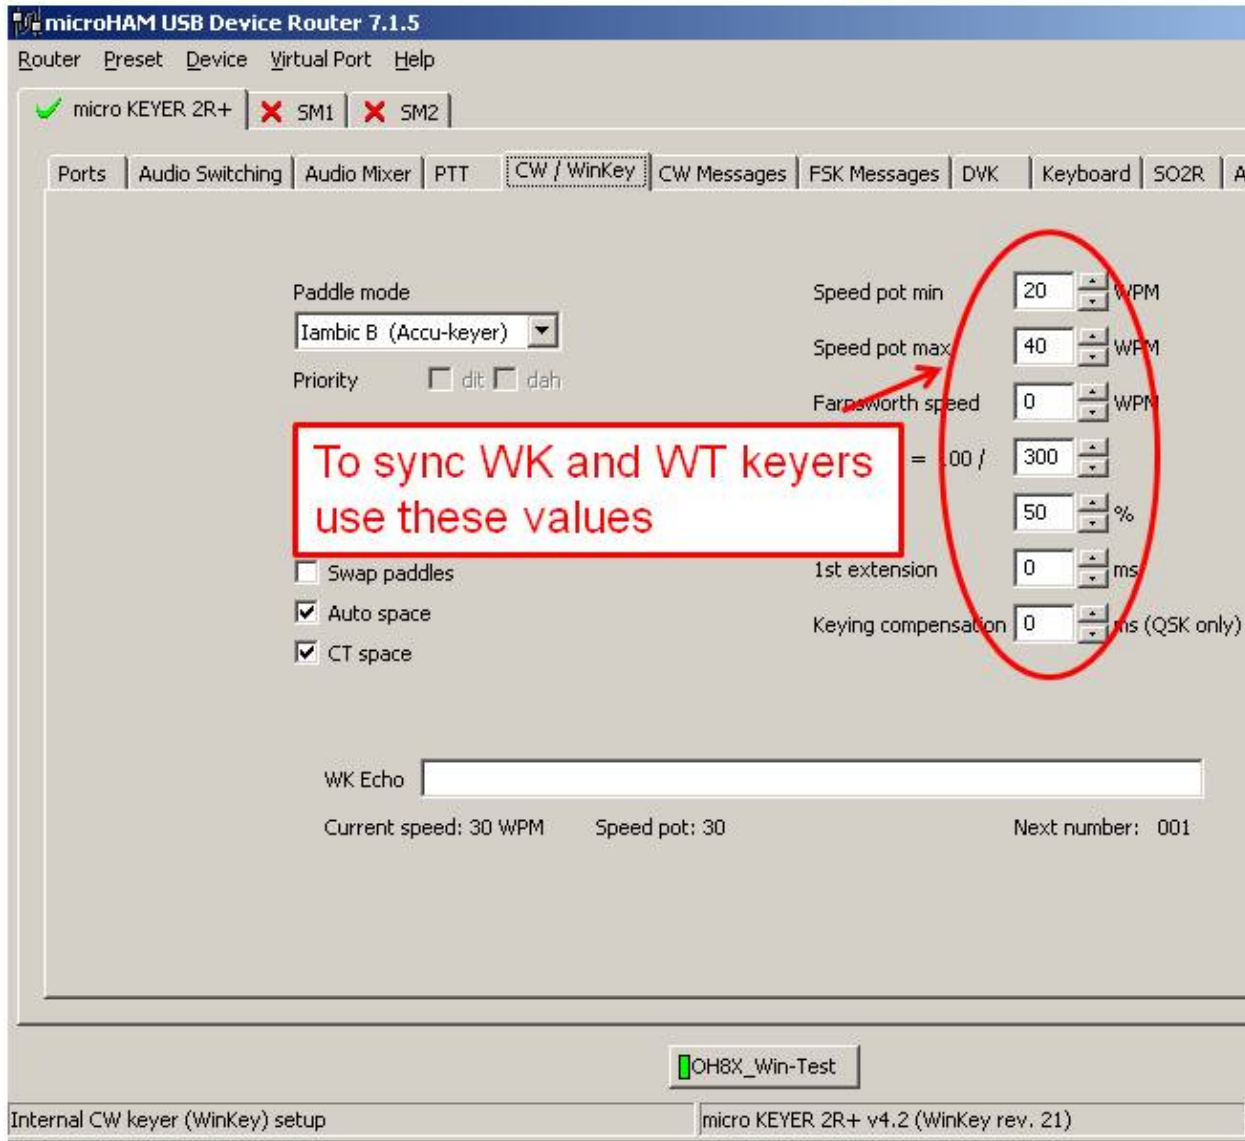 microHAM USB Device Router 7.1.5
Router Preset Device Virtual Port Help
micro KEYER 2R+ SM1 SM2
Ports Audio Switching Audio Mixer PTT CW / WinKey CW Messages FSK Messages DVK Keyboard SO2R A
Paddle mode
Iambic B (Accu-keyer)
Priority dit dah
To sync WK and WT keyers
use these values
Swap paddles
Auto space
CT space
Speed pot min 20 WPM
Speed pot max 40 WPM
Farnsworth speed 0 WPM
= 100 / 300
50 %
1st extension 0 ms
Keying compensation 0 ms (QSK only)
WK Echo
Current speed: 30 WPM Speed pot: 30 Next number: 001
OH8X_Win-Test
Internal CW keyer (WinKey) setup micro KEYER 2R+ v4.2 (WinKey rev. 21)